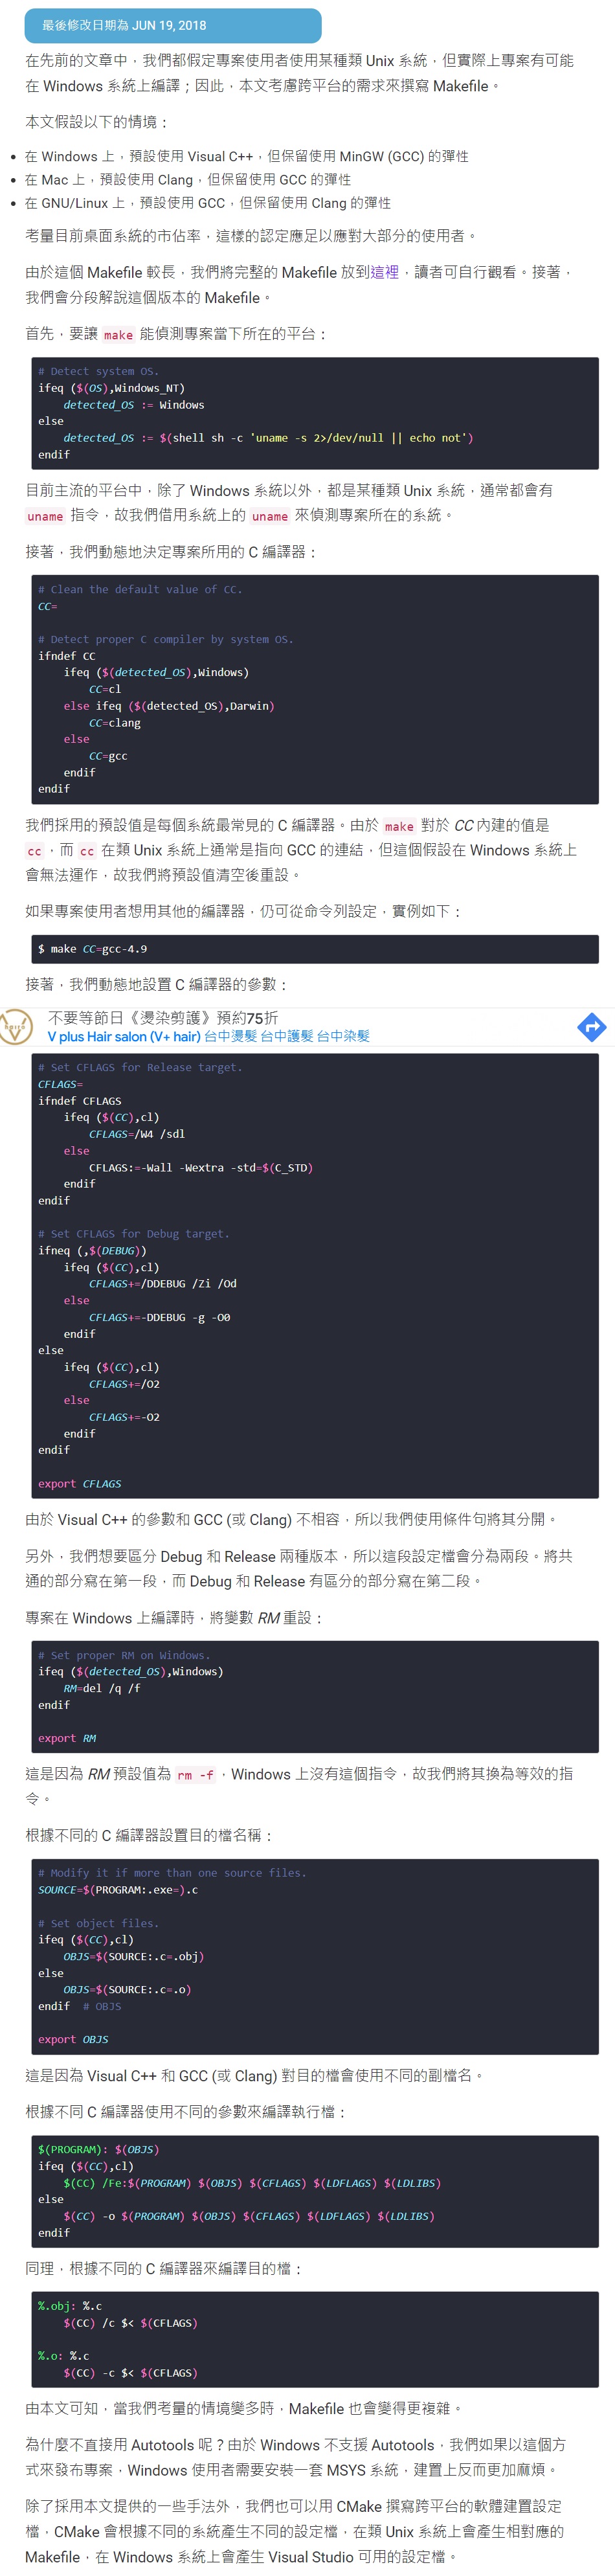 最後修改日期為 JUN 19, 2018
在先前的文章中，我們都假定專案使用者使用某種類 Unix 系統，但實際上專案有可能
在 Windows 系統上編譯；因此，本文考慮跨平台的需求來撰寫 Makefile。
本文假設以下的情境：
在 Windows 上，預設使用 Visual C++，但保留使用 MinGW (GCC) 的彈性
在 Mac 上，預設使用 Clang，但保留使用 GCC 的彈性
在 GNU/Linux 上，預設使用 GCC，但保留使用 Clang 的彈性
考量目前桌面系統的市佔率，這樣的認定應足以應對大部分的使用者。
由於這個 Makefile 較長，我們將完整的 Makefile 放到這裡，讀者可自行觀看。接著，
我們會分段解說這個版本的 Makefile。
首先，要讓 make 能偵測專案當下所在的平台：
# Detect system OS.
ifeq ($(OS),Windows_NT)
    detected_OS := Windows
else
    detected_OS := $(shell sh -c 'uname -s 2>/dev/null || echo not')
endif
目前主流的平台中，除了 Windows 系統以外，都是某種類 Unix 系統，通常都會有
uname 指令，故我們借用系統上的 uname 來偵測專案所在的系統。
接著，我們動態地決定專案所用的 C 編譯器：
# Clean the default value of CC.
CC=
# Detect proper C compiler by system OS.
ifndef CC
    ifeq ($(detected_OS),Windows)
        CC=cl
    else ifeq ($(detected_OS),Darwin)
        CC=clang
    else
        CC=gcc
    endif
endif
我們採用的預設值是每個系統最常見的 C 編譯器。由於 make 對於 CC 內建的值是
cc，而 cc 在類 Unix 系統上通常是指向 GCC 的連結，但這個假設在 Windows 系統上
會無法運作，故我們將預設值清空後重設。
如果專案使用者想用其他的編譯器，仍可從命令列設定，實例如下：
$ make CC=gcc-4.9
接著，我們動態地設置 C 編譯器的參數：
不要等節日《燙染剪護》預約75折
V plus Hair salon (V+ hair) 台中燙髮 台中護髮 台中染髮
# Set CFLAGS for Release target.
CFLAGS=
ifndef CFLAGS
    ifeq ($(CC),cl)
        CFLAGS=/W4 /sdl
    else
        CFLAGS:=-Wall -Wextra -std=$(C_STD)
    endif
endif
# Set CFLAGS for Debug target.
ifneq (,$(DEBUG))
    ifeq ($(CC),cl)
        CFLAGS+=/DDEBUG /Zi /Od
    else
        CFLAGS+=-DDEBUG -g -O0
    endif
else
    ifeq ($(CC),cl)
        CFLAGS+=/O2
    else
        CFLAGS+=-O2
    endif
endif
export CFLAGS
由於 Visual C++ 的參數和 GCC (或 Clang) 不相容，所以我們使用條件句將其分開。
另外，我們想要區分 Debug 和 Release 兩種版本，所以這段設定檔會分為兩段。將共
通的部分寫在第一段，而 Debug 和 Release 有區分的部分寫在第二段。
專案在 Windows 上編譯時，將變數 RM 重設：
# Set proper RM on Windows.
ifeq ($(detected_OS),Windows)
    RM=del /q /f
endif
export RM
這是因為 RM 預設值為 rm -f，Windows 上沒有這個指令，故我們將其換為等效的指
令。
根據不同的 C 編譯器設置目的檔名稱：
# Modify it if more than one source files.
SOURCE=$(PROGRAM:.exe=).c
# Set object files.
ifeq ($(CC),cl)
    OBJS=$(SOURCE:.c=.obj)
else
    OBJS=$(SOURCE:.c=.o)
endif  # OBJS
export OBJS
這是因為 Visual C++ 和 GCC (或 Clang) 對目的檔會使用不同的副檔名。
根據不同 C 編譯器使用不同的參數來編譯執行檔：
$(PROGRAM): $(OBJS)
ifeq ($(CC),cl)
    $(CC) /Fe:$(PROGRAM) $(OBJS) $(CFLAGS) $(LDFLAGS) $(LDLIBS)
else
    $(CC) -o $(PROGRAM) $(OBJS) $(CFLAGS) $(LDFLAGS) $(LDLIBS)
endif
同理，根據不同的 C 編譯器來編譯目的檔：
%.obj: %.c
    $(CC) /c $< $(CFLAGS)
%.o: %.c
    $(CC) -c $< $(CFLAGS)
由本文可知，當我們考量的情境變多時，Makefile 也會變得更複雜。
為什麼不直接用 Autotools 呢？由於 Windows 不支援 Autotools，我們如果以這個方
式來發布專案，Windows 使用者需要安裝一套 MSYS 系統，建置上反而更加麻煩。
除了採用本文提供的一些手法外，我們也可以用 CMake 撰寫跨平台的軟體建置設定
檔，CMake 會根據不同的系統產生不同的設定檔，在類 Unix 系統上會產生相對應的
Makefile，在 Windows 系統上會產生 Visual Studio 可用的設定檔。